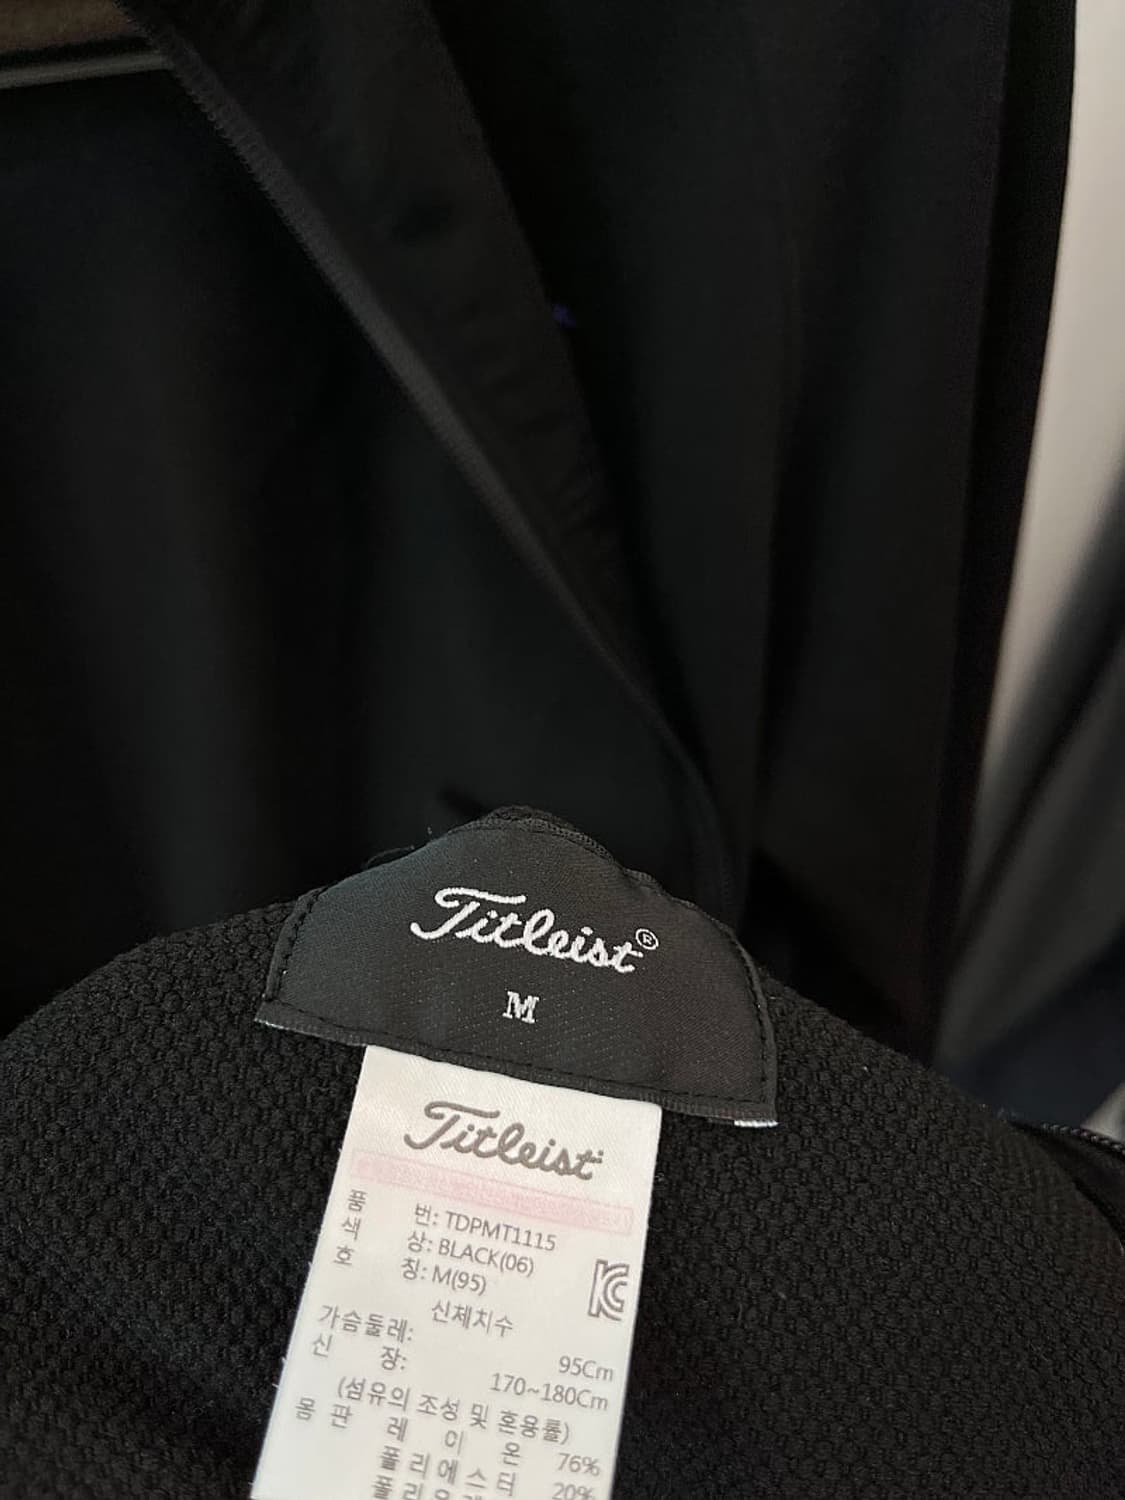 Titleist®
M
Titleist
품 번: TDPMT1115
색 상: BLACK(06)
호 칭: M(95)
KC
신체치수
가슴둘레: 95Cm
신 장: 170~180Cm
(섬유의 조성 및 혼용률)
몸판 레이온 76%
폴리에스터 20%